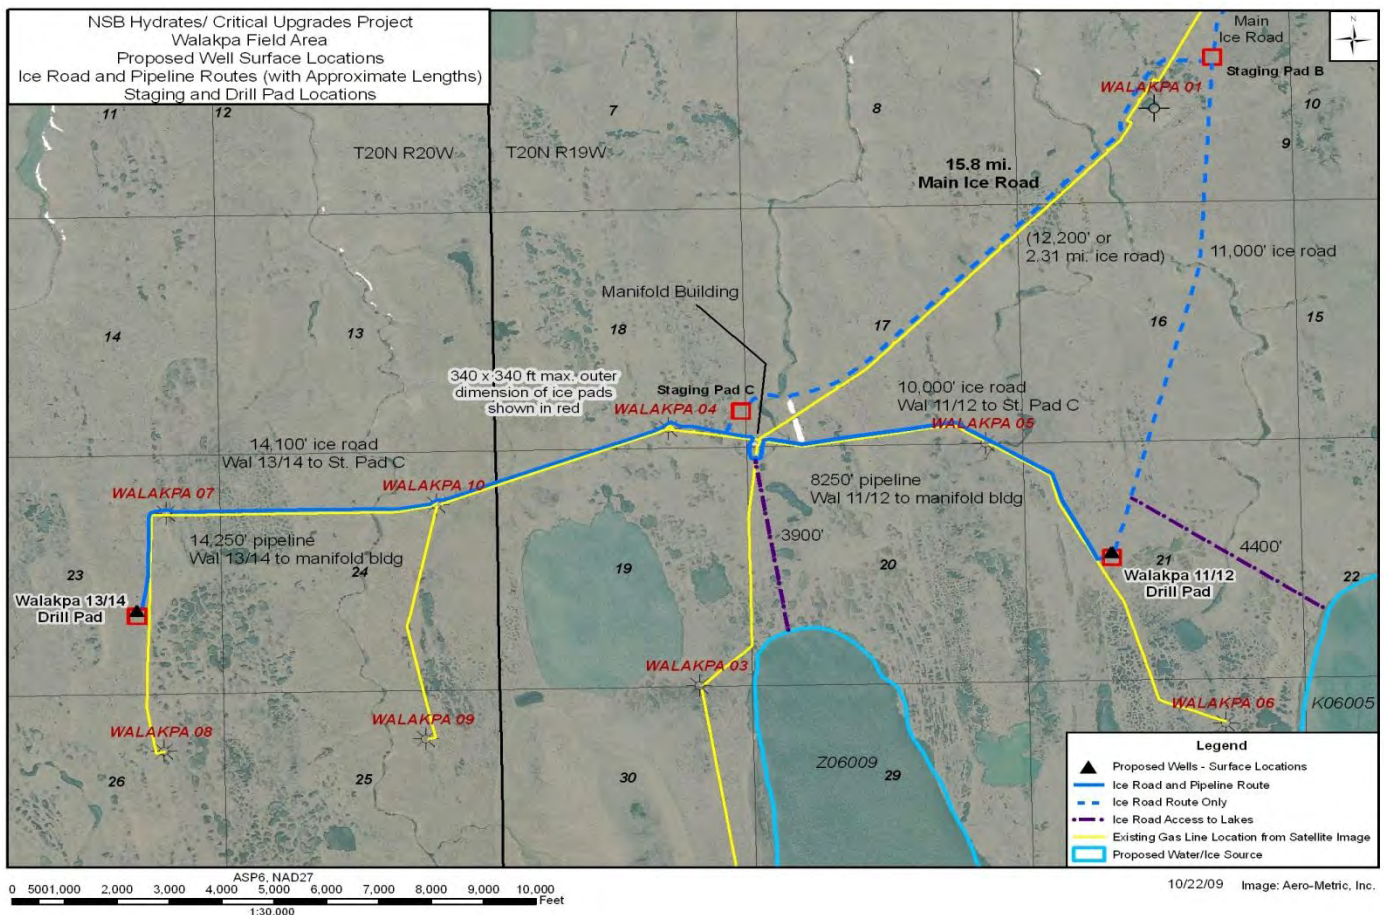 NSB Hydrates/ Critical Upgrades Project
Walakpa Field Area
Proposed Well Surface Locations
Ice Road and Pipeline Routes (with Approximate Lengths)
Staging and Drill Pad Locations
N
Main
Ice Road
Staging Pad B
WALAKPA 01
11
12
7
8
10
9
T20N R20W
T20N R19W
15.8 mi.
Main Ice Road
(12,200' or
2.31 mi. ice road)
11,000' ice road
Manifold Building
14
13
18
17
16
15
340 x 340 ft max. outer
dimension of ice pads
shown in red
Staging Pad C
WALAKPA 04
10,000' ice road
Wal 11/12 to St. Pad C
WALAKPA 05
14,100' ice road
Wal 13/14 to St. Pad C
WALAKPA 07
WALAKPA 10
8250' pipeline
Wal 11/12 to manifold bldg
14,250' pipeline
Wal 13/14 to manifold bldg
3900'
4400'
23
24
19
20
21
22
Walakpa 13/14
Drill Pad
Walakpa 11/12
Drill Pad
WALAKPA 03
WALAKPA 06
K06005
WALAKPA 08
WALAKPA 09
Z06009
26
25
30
29
Legend
Proposed Wells - Surface Locations
Ice Road and Pipeline Route
Ice Road Route Only
Ice Road Access to Lakes
Existing Gas Line Location from Satellite Image
Proposed Water/Ice Source
ASP6, NAD27
0 500 1,000 2,000 3,000 4,000 5,000 6,000 7,000 8,000 9,000 10,000
Feet
1:30,000
10/22/09 Image: Aero-Metric, Inc.